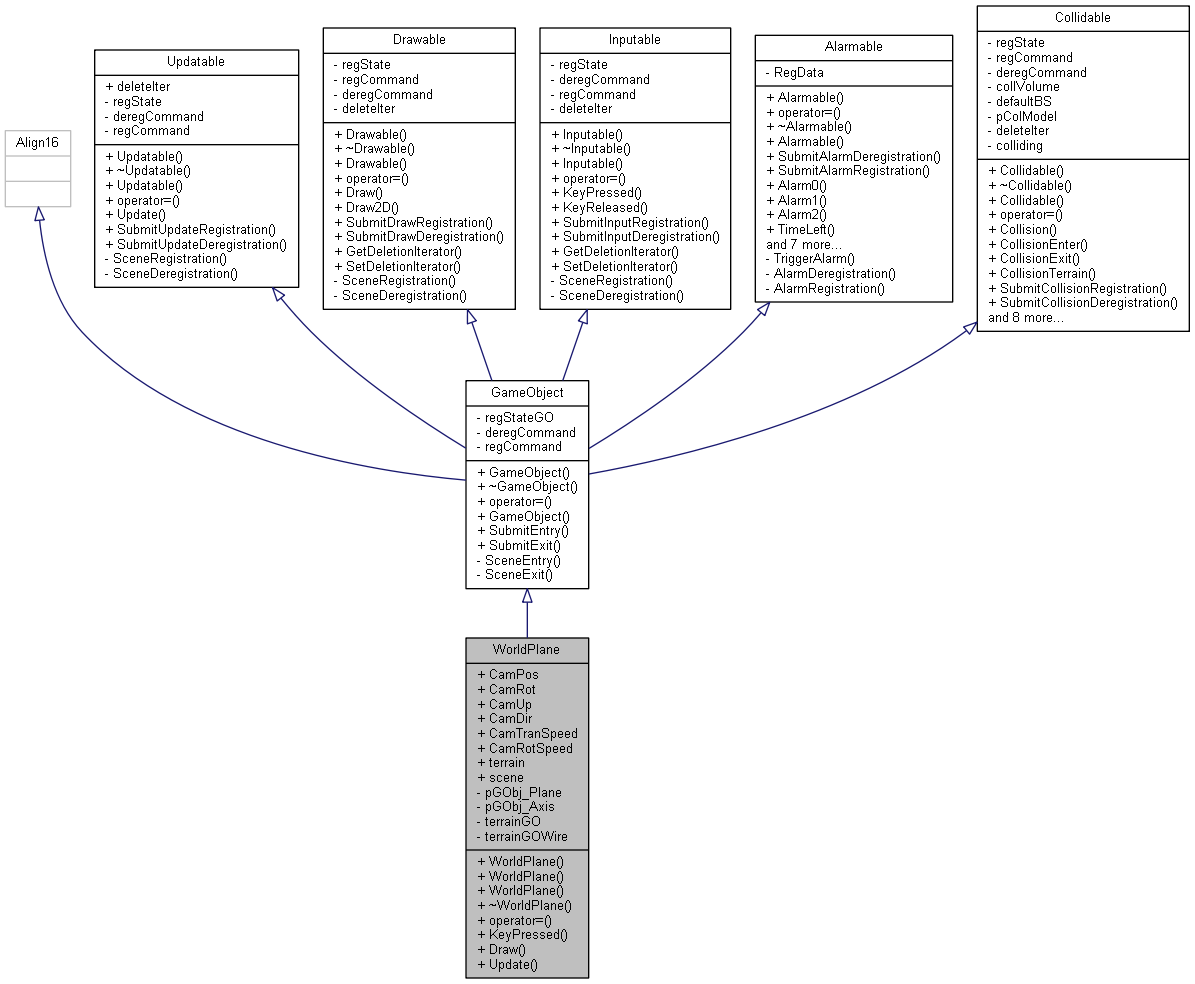 Align16
Updatable
+ deleteIter
- regState
- deregCommand
- regCommand
+ Updatable()
+ ~Updatable()
+ Updatable()
+ operator=()
+ Update()
+ SubmitUpdateRegistration()
+ SubmitUpdateDeregistration()
- SceneRegistration()
- SceneDeregistration()
Drawable
- regState
- regCommand
- deregCommand
- deleteIter
+ Drawable()
+ ~Drawable()
+ Drawable()
+ operator=()
+ Draw()
+ Draw2D()
+ SubmitDrawRegistration()
+ SubmitDrawDeregistration()
+ GetDeletionIterator()
+ SetDeletionIterator()
- SceneRegistration()
- SceneDeregistration()
Inputable
- regState
- deregCommand
- regCommand
- deleteIter
+ Inputable()
+ ~Inputable()
+ Inputable()
+ operator=()
+ KeyPressed()
+ KeyReleased()
+ SubmitInputRegistration()
+ SubmitInputDeregistration()
+ GetDeletionIterator()
+ SetDeletionIterator()
- SceneRegistration()
- SceneDeregistration()
Alarmable
- RegData
+ Alarmable()
+ operator=()
+ ~Alarmable()
+ Alarmable()
+ SubmitAlarmDeregistration()
+ SubmitAlarmRegistration()
+ Alarm0()
+ Alarm1()
+ Alarm2()
+ TimeLeft()
and 7 more...
- TriggerAlarm()
- AlarmDeregistration()
- AlarmRegistration()
Collidable
- regState
- regCommand
- deregCommand
- collVolume
- defaultBS
- pColModel
- deleteIter
- colliding
+ Collidable()
+ ~Collidable()
+ Collidable()
+ operator=()
+ Collision()
+ CollisionEnter()
+ CollisionExit()
+ CollisionTerrain()
+ SubmitCollisionRegistration()
+ SubmitCollisionDeregistration()
and 8 more...
GameObject
- regStateGO
- deregCommand
- regCommand
+ GameObject()
+ ~GameObject()
+ operator=()
+ GameObject()
+ SubmitEntry()
+ SubmitExit()
- SceneEntry()
- SceneExit()
WorldPlane
+ CamPos
+ CamRot
+ CamUp
+ CamDir
+ CamTranSpeed
+ CamRotSpeed
+ terrain
+ scene
- pGObj_Plane
- pGObj_Axis
- terrainGO
- terrainGOWire
+ WorldPlane()
+ WorldPlane()
+ WorldPlane()
+ ~WorldPlane()
+ operator=()
+ KeyPressed()
+ Draw()
+ Update()